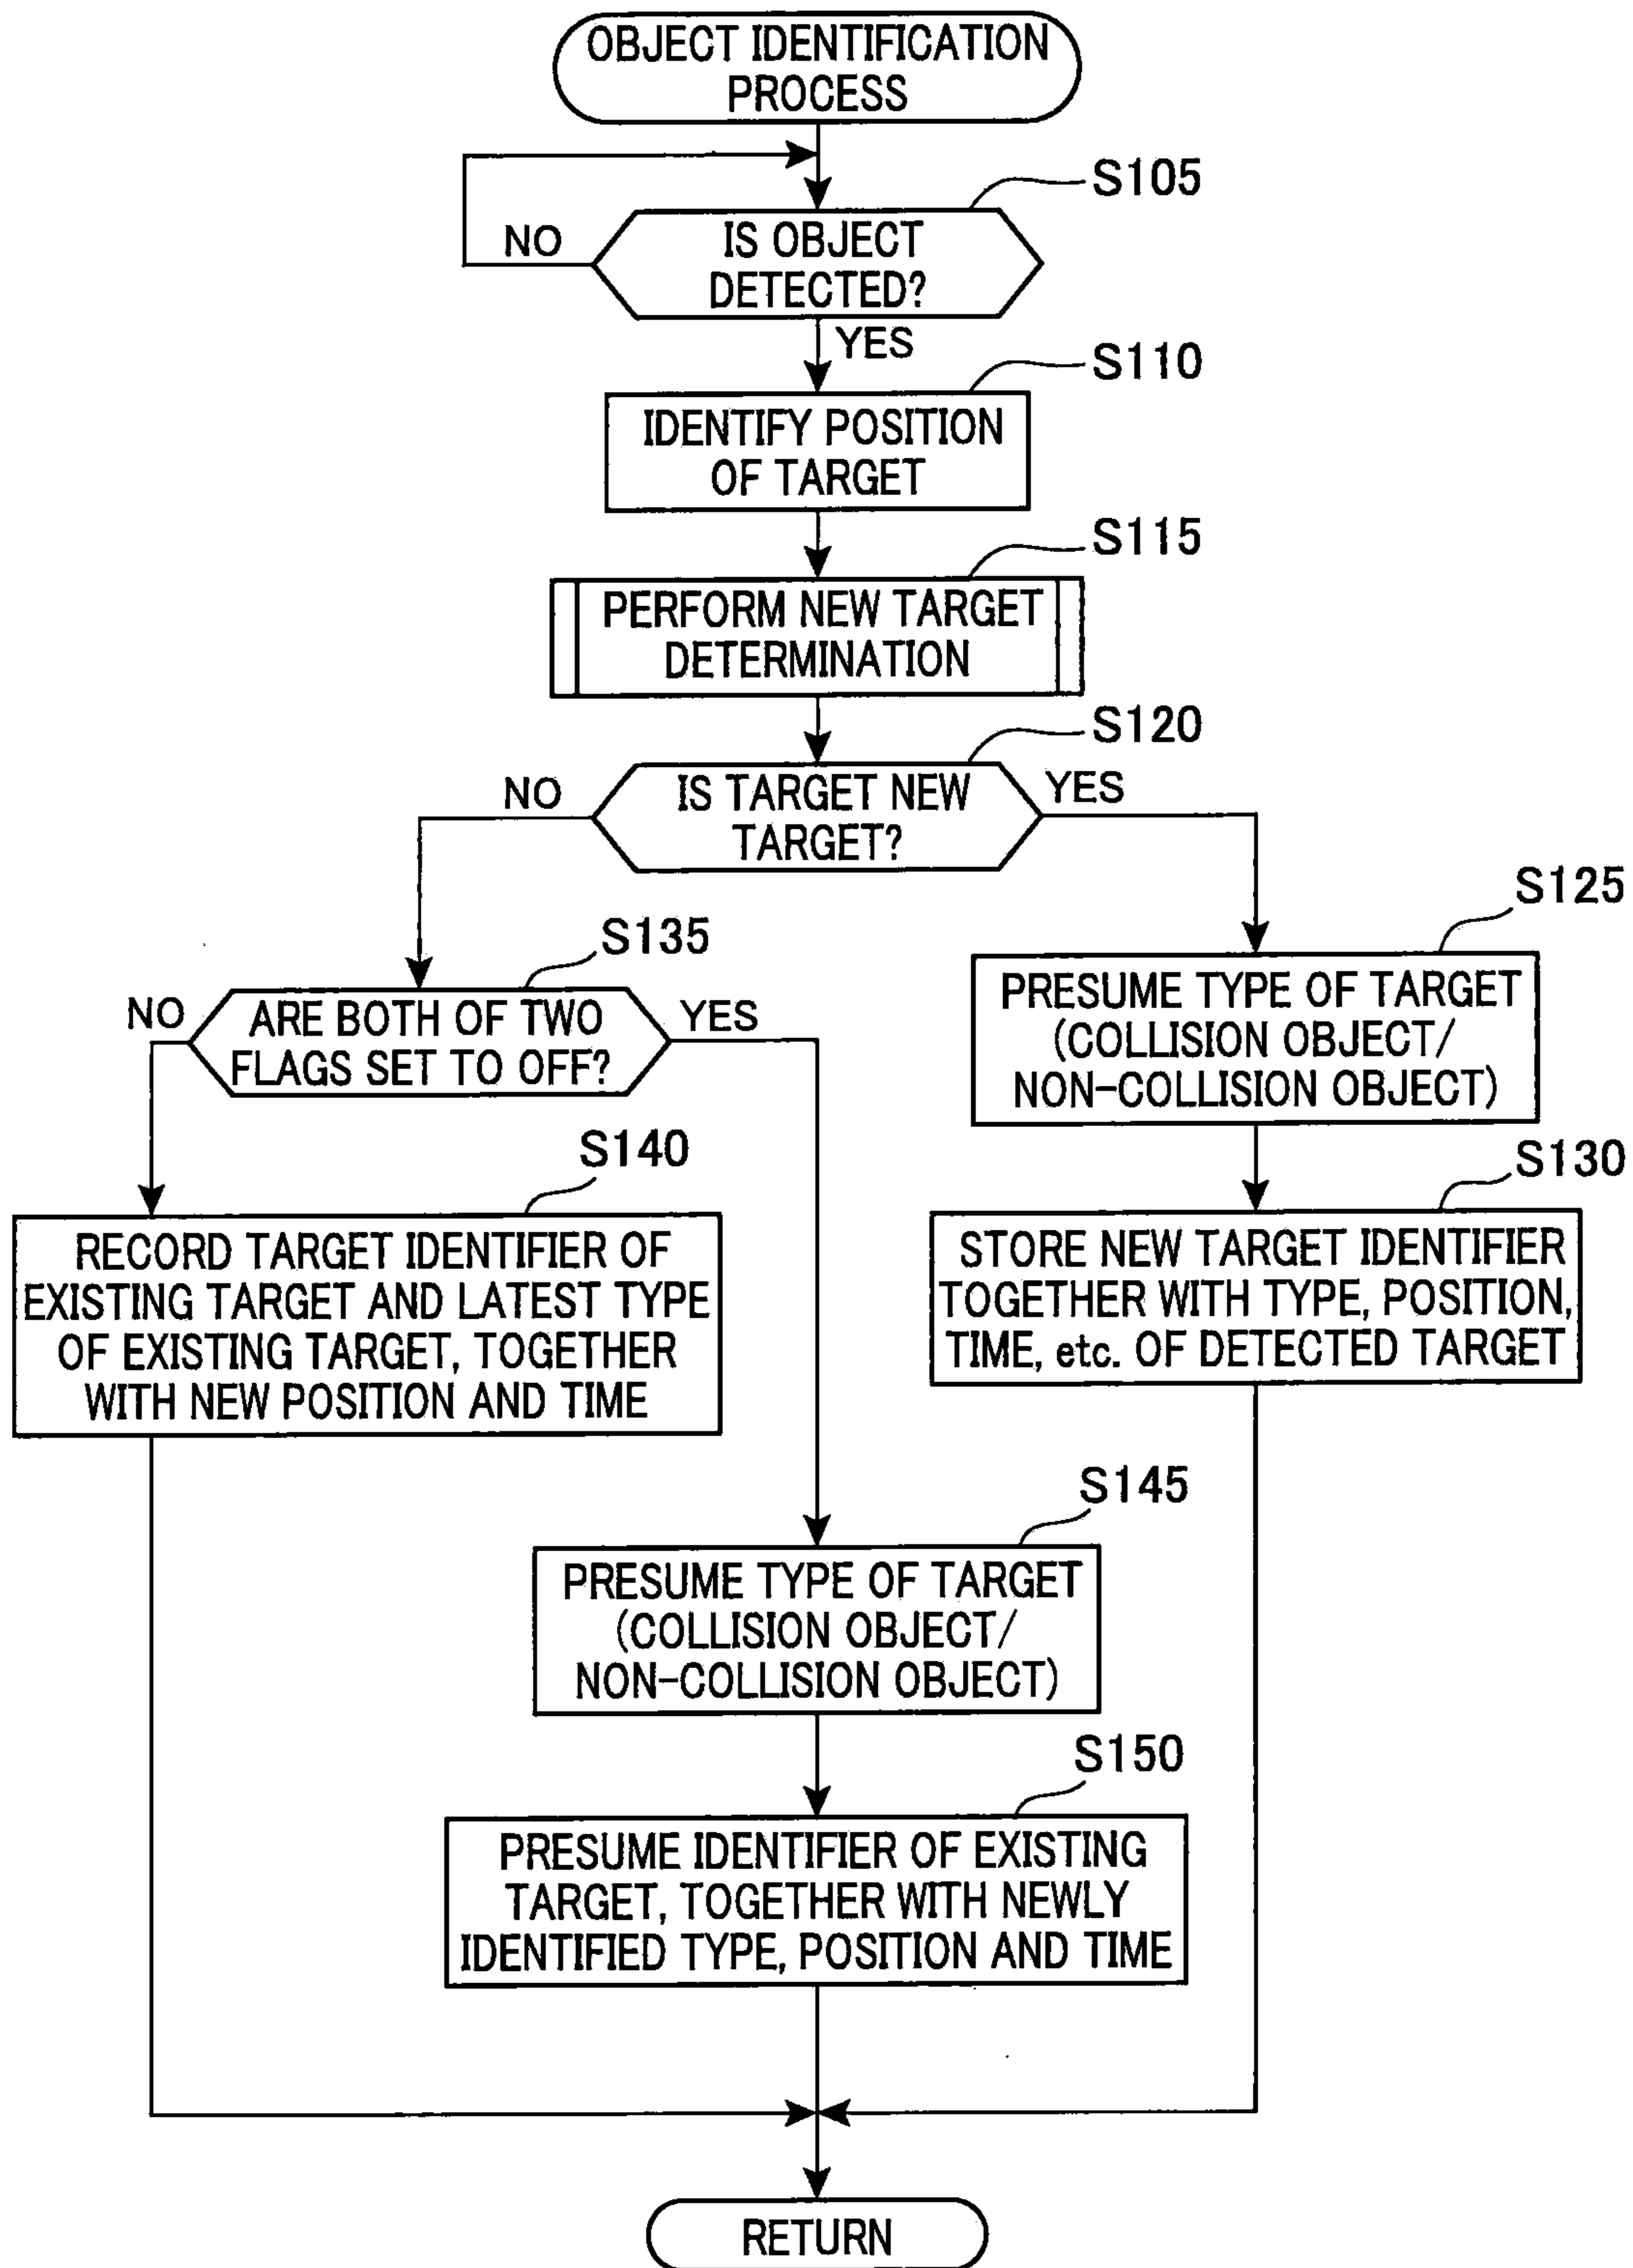 OBJECT IDENTIFICATION
PROCESS
S105
NO
IS OBJECT
DETECTED?
YES
S110
IDENTIFY POSITION
OF TARGET
S115
PERFORM NEW TARGET
DETERMINATION
S120
NO
IS TARGET NEW
TARGET?
YES
S125
PRESUME TYPE OF TARGET
(COLLISION OBJECT/
NON-COLLISION OBJECT)
S135
NO
ARE BOTH OF TWO
FLAGS SET TO OFF?
YES
S130
STORE NEW TARGET IDENTIFIER
TOGETHER WITH TYPE, POSITION,
TIME, etc. OF DETECTED TARGET
S140
RECORD TARGET IDENTIFIER OF
EXISTING TARGET AND LATEST TYPE
OF EXISTING TARGET, TOGETHER
WITH NEW POSITION AND TIME
S145
PRESUME TYPE OF TARGET
(COLLISION OBJECT/
NON-COLLISION OBJECT)
S150
PRESUME IDENTIFIER OF EXISTING
TARGET, TOGETHER WITH NEWLY
IDENTIFIED TYPE, POSITION AND TIME
RETURN